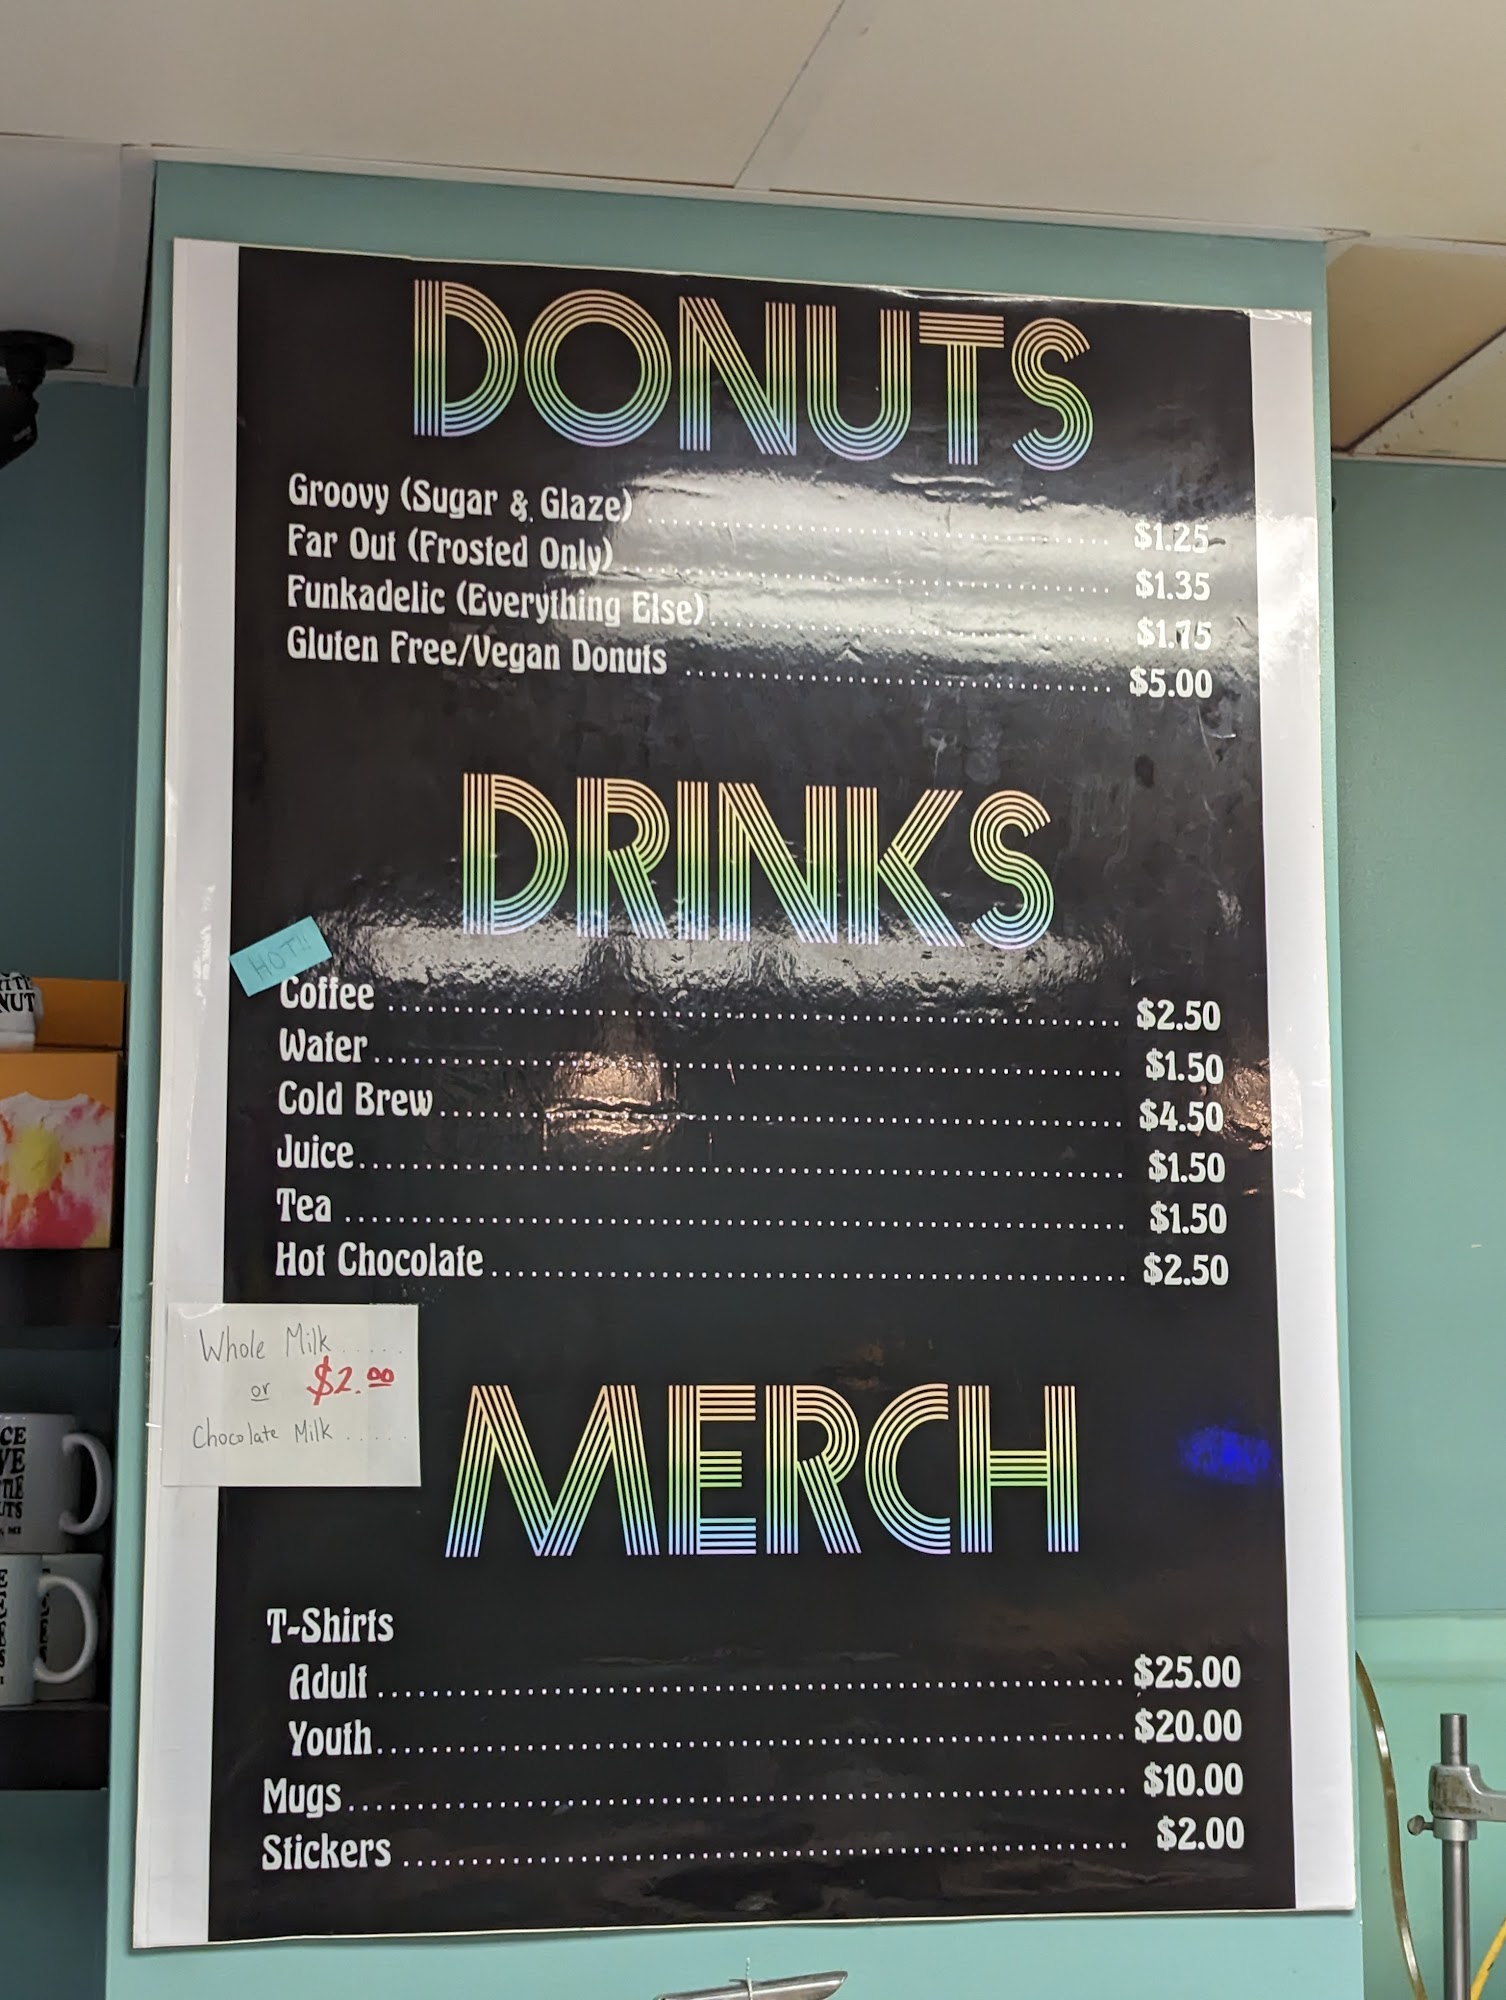 DONUTS
Groovy (Sugar & Glaze) $1.25
Far Out (Frosted Only) $1.35
Funkadelic (Everything Else) $1.75
Gluten Free/Vegan Donuts $5.00
DRINKS
HOT!!
Coffee $2.50
Water $1.50
Cold Brew $4.50
Juice $1.50
Tea $1.50
Hot Chocolate $2.50
Whole Milk
or $2.00
Chocolate Milk
MERCH
T-Shirts
Adult $25.00
Youth $20.00
Mugs $10.00
Stickers $2.00